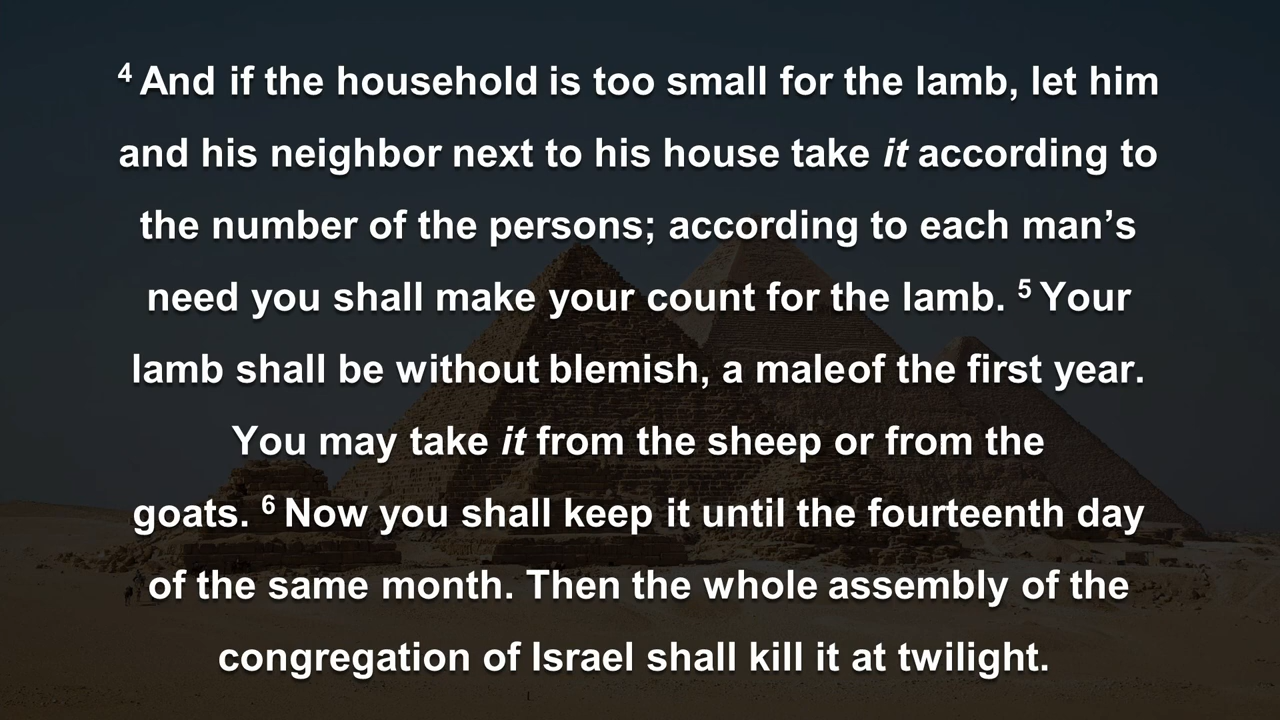 4 And if the household is too small for the lamb, let him
and his neighbor next to his house take it according to
the number of the persons; according to each man’s
need you shall make your count for the lamb. 5 Your
lamb shall be without blemish, a maleof the first year.
You may take it from the sheep or from the
goats. 6 Now you shall keep it until the fourteenth day
of the same month. Then the whole assembly of the
congregation of Israel shall kill it at twilight.